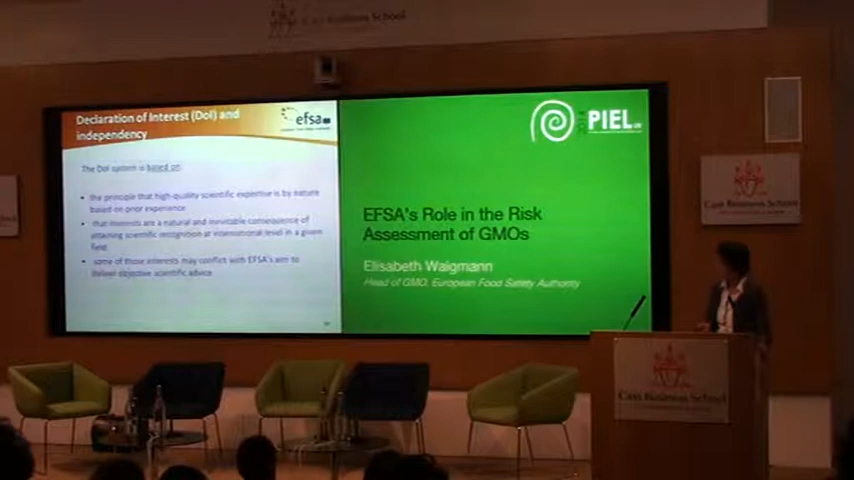 Cass Business School
Declaration of Interest (DoI) and
independency
efsa
The DoI system is based on:
the principle that high-quality scientific expertise is by nature
based on prior experience
that interests are a natural and inevitable consequence of
attaining scientific recognition at international level in a given
field
some of those interests may conflict with EFSA's aim to
deliver objective scientific advice
2014
PIEL
EFSA's Role in the Risk
Assessment of GMOs
Elisabeth Waigmann
Head of GMO, European Food Safety Authority
Cass Business School
Cass Business School